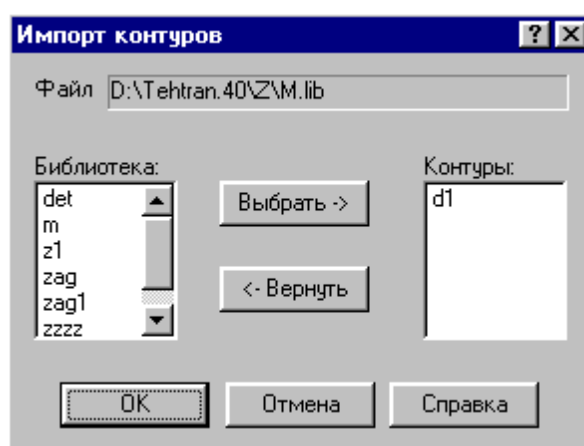 Импорт контуров
Файл D:\Tehtran.40\Z\M.lib
Библиотека:
Контуры:
det
m
z1
zag
zag1
zzzz
Выбрать ->
<- Вернуть
d1
OK
Отмена
Справка